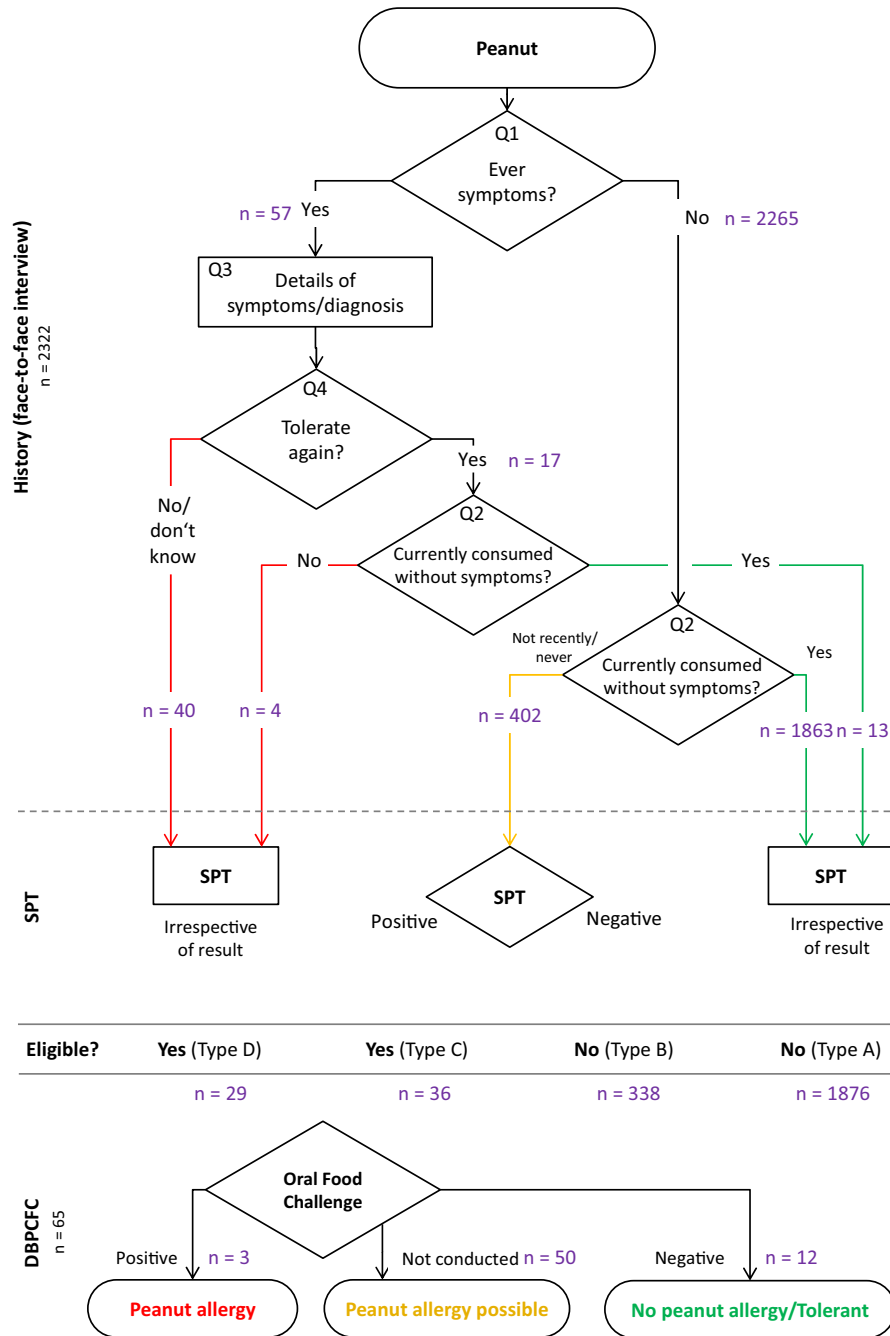 Peanut
Q1
Ever
symptoms?
n = 57 Yes
No n = 2265
Q3
Details of
symptoms/diagnosis
History (face-to-face interview)
n = 2322
Q4
Tolerate
again?
Yes n = 17
No/
don't
know
Q2
Currently consumed
without symptoms?
No
Yes
Q2
Currently consumed
without symptoms?
Not recently/
never
Yes
n = 40
n = 4
n = 402
n = 1863
n = 13
SPT
SPT
Irrespective
of result
SPT
Positive
Negative
SPT
Irrespective
of result
Eligible? Yes (Type D) Yes (Type C) No (Type B) No (Type A)
n = 29 n = 36 n = 338 n = 1876
DBPCFC
n = 65
Oral Food
Challenge
Positive n = 3
Not conducted n = 50
Negative n = 12
Peanut allergy
Peanut allergy possible
No peanut allergy/Tolerant